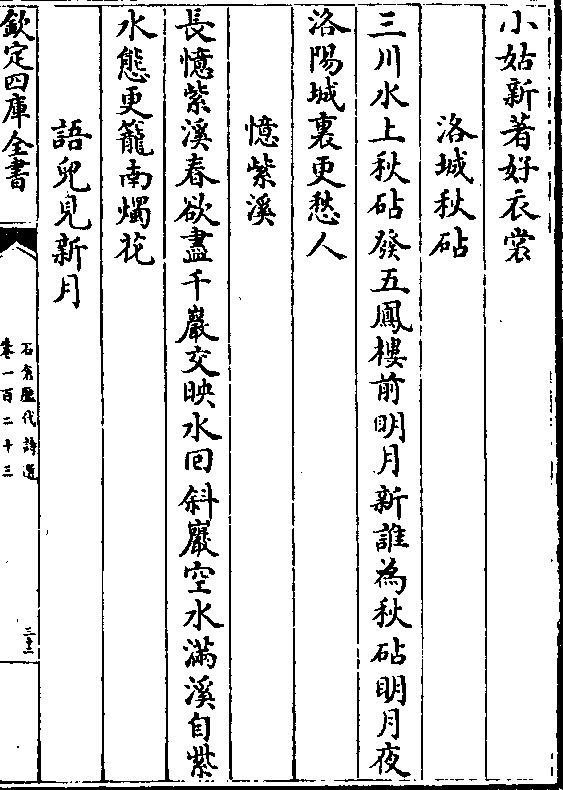 小姑新著好衣裳
洛城秋砧
三川水上秋砧發五鳳樓前明月新誰為秋砧明月夜
洛陽城裏更愁人
憶紫溪
長憶紫溪春欲盡千巖交映水回斜巖空水滿溪自紫
水態更籠南燭花
語兒見新月
欽定四庫全書
石倉歷代詩選
卷一百二十三